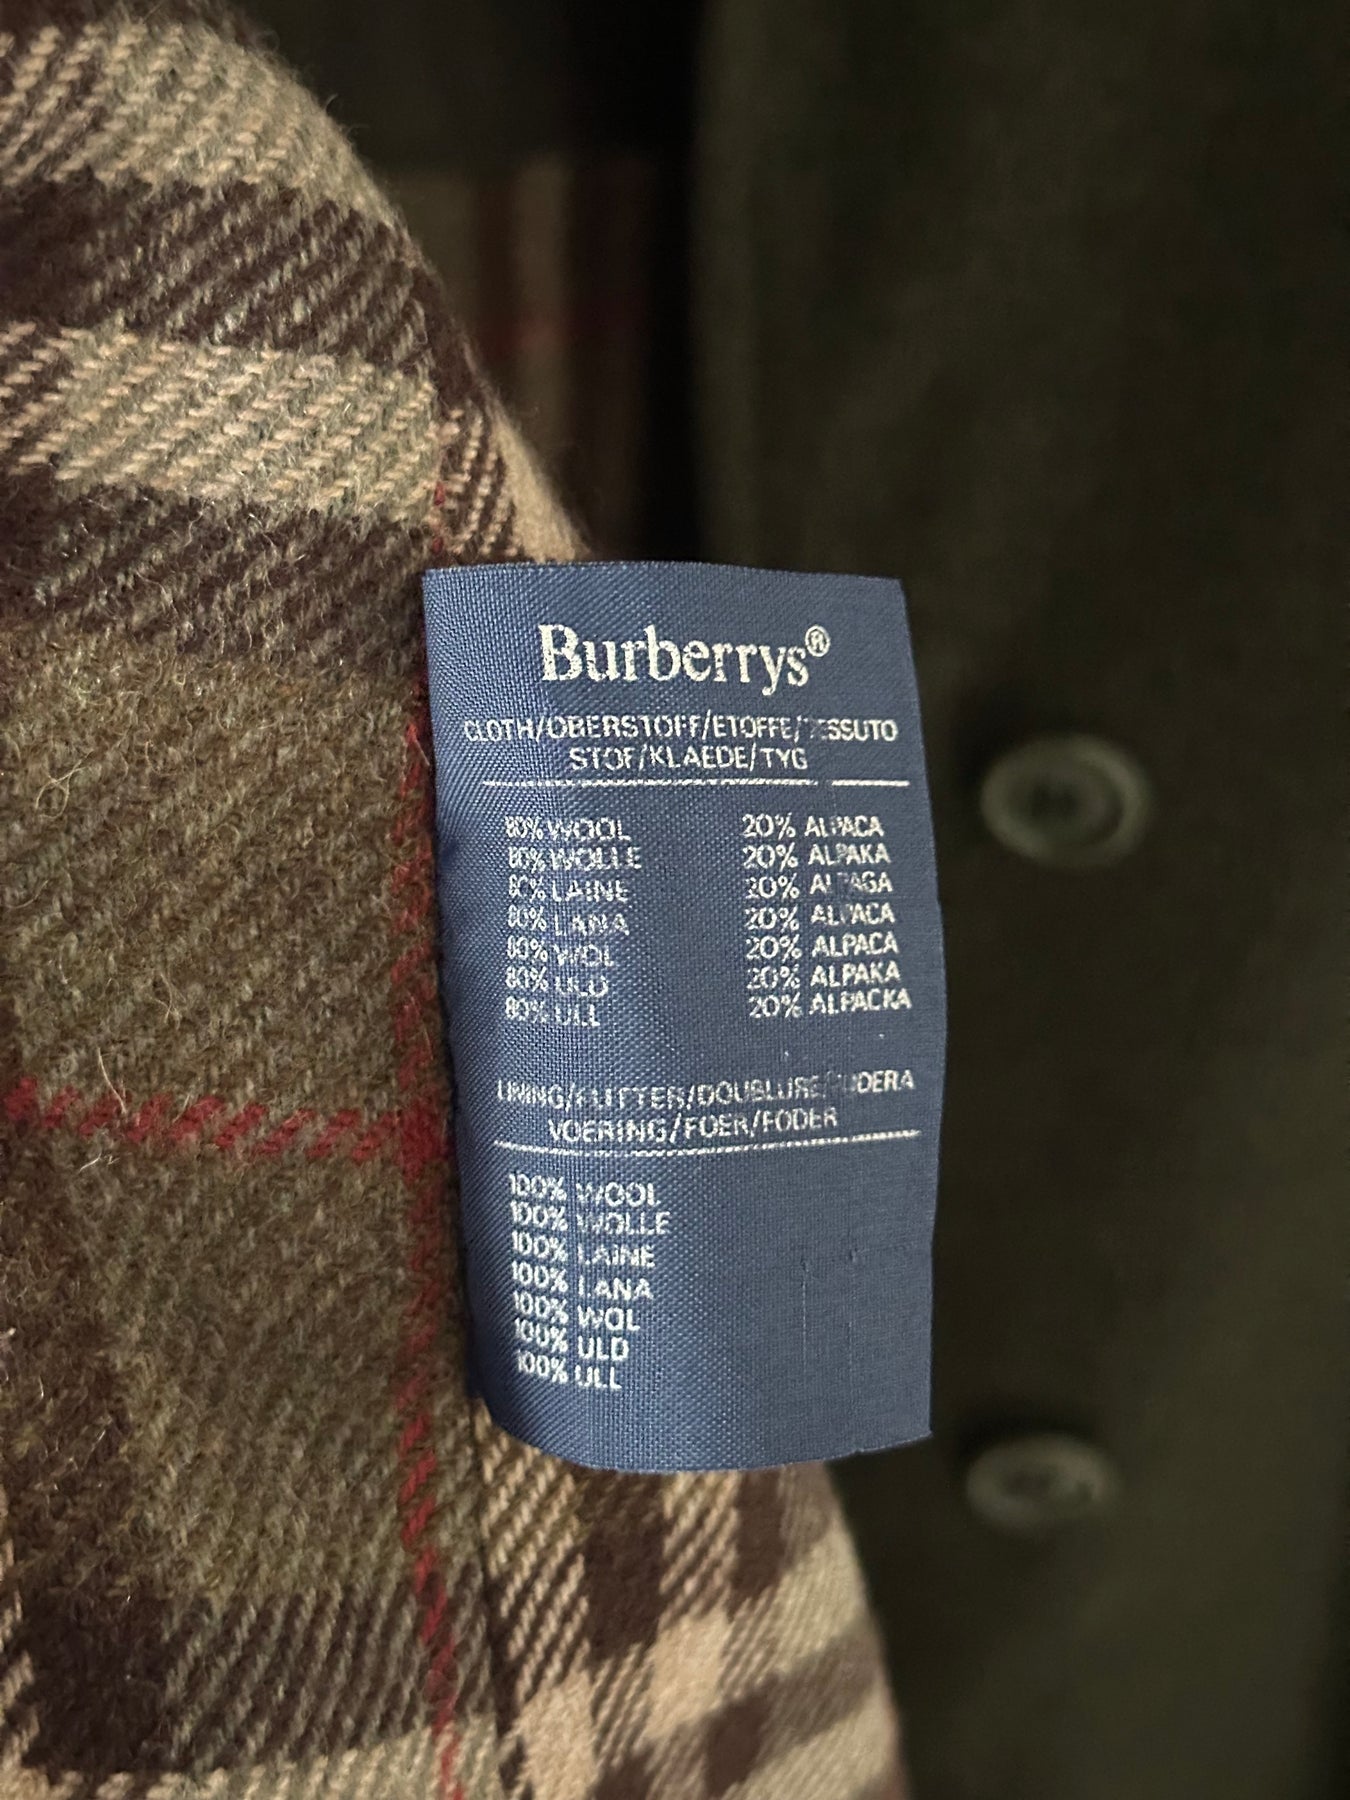 Burberrys®
CLOTH/OBERSTOFF/ETOFFE/TESSUTO
STOF/KLAEDE/TYG
80% WOOL 20% ALPACA
80% WOLLE 20% ALPAKA
80% LAINE 20% ALPAGA
80% LANA 20% ALPACA
80% WOL 20% ALPACA
80% ULD 20% ALPAKA
80% ULL 20% ALPACKA
LINING/FUTTER/DOUBLURE/FODERA
VOERING/FOER/FODER
100% WOOL
100% WOLLE
100% LAINE
100% LANA
100% WOL
100% ULD
100% ULL